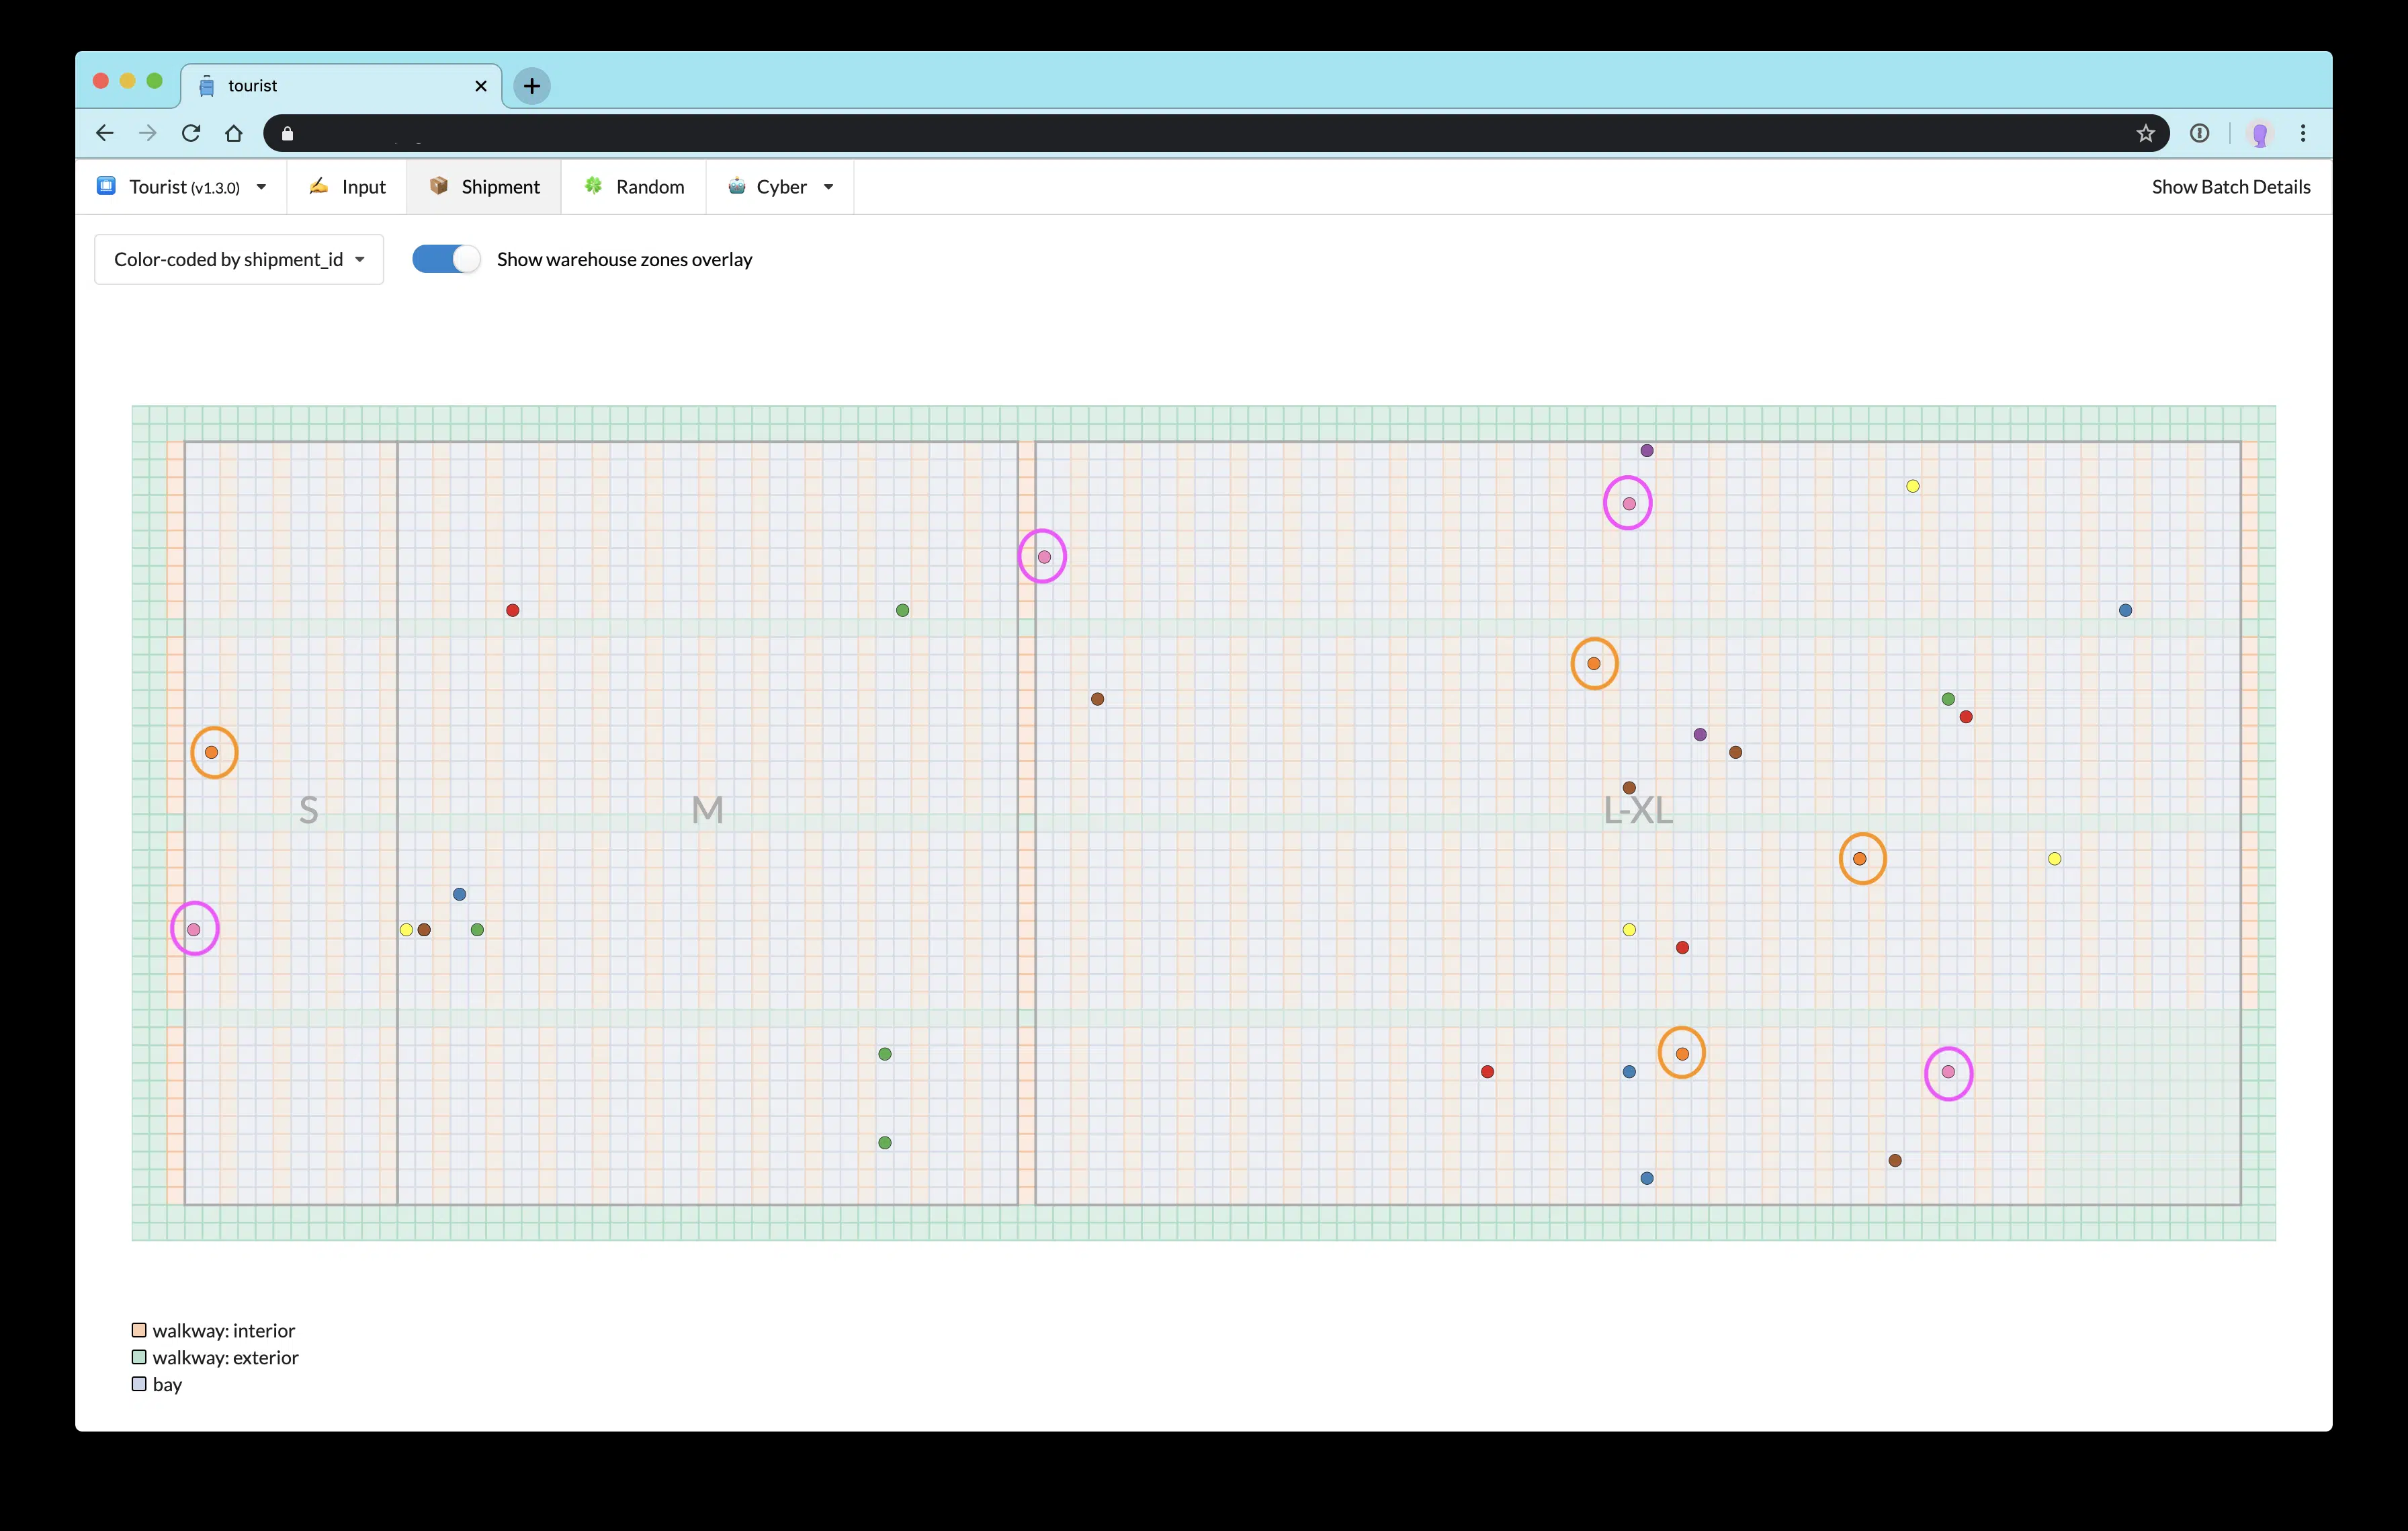 tourist
Tourist (v1.3.0) Input Shipment Random Cyber Show Batch Details
Color-coded by shipment_id Show warehouse zones overlay
S M L-XL
walkway: interior
walkway: exterior
bay